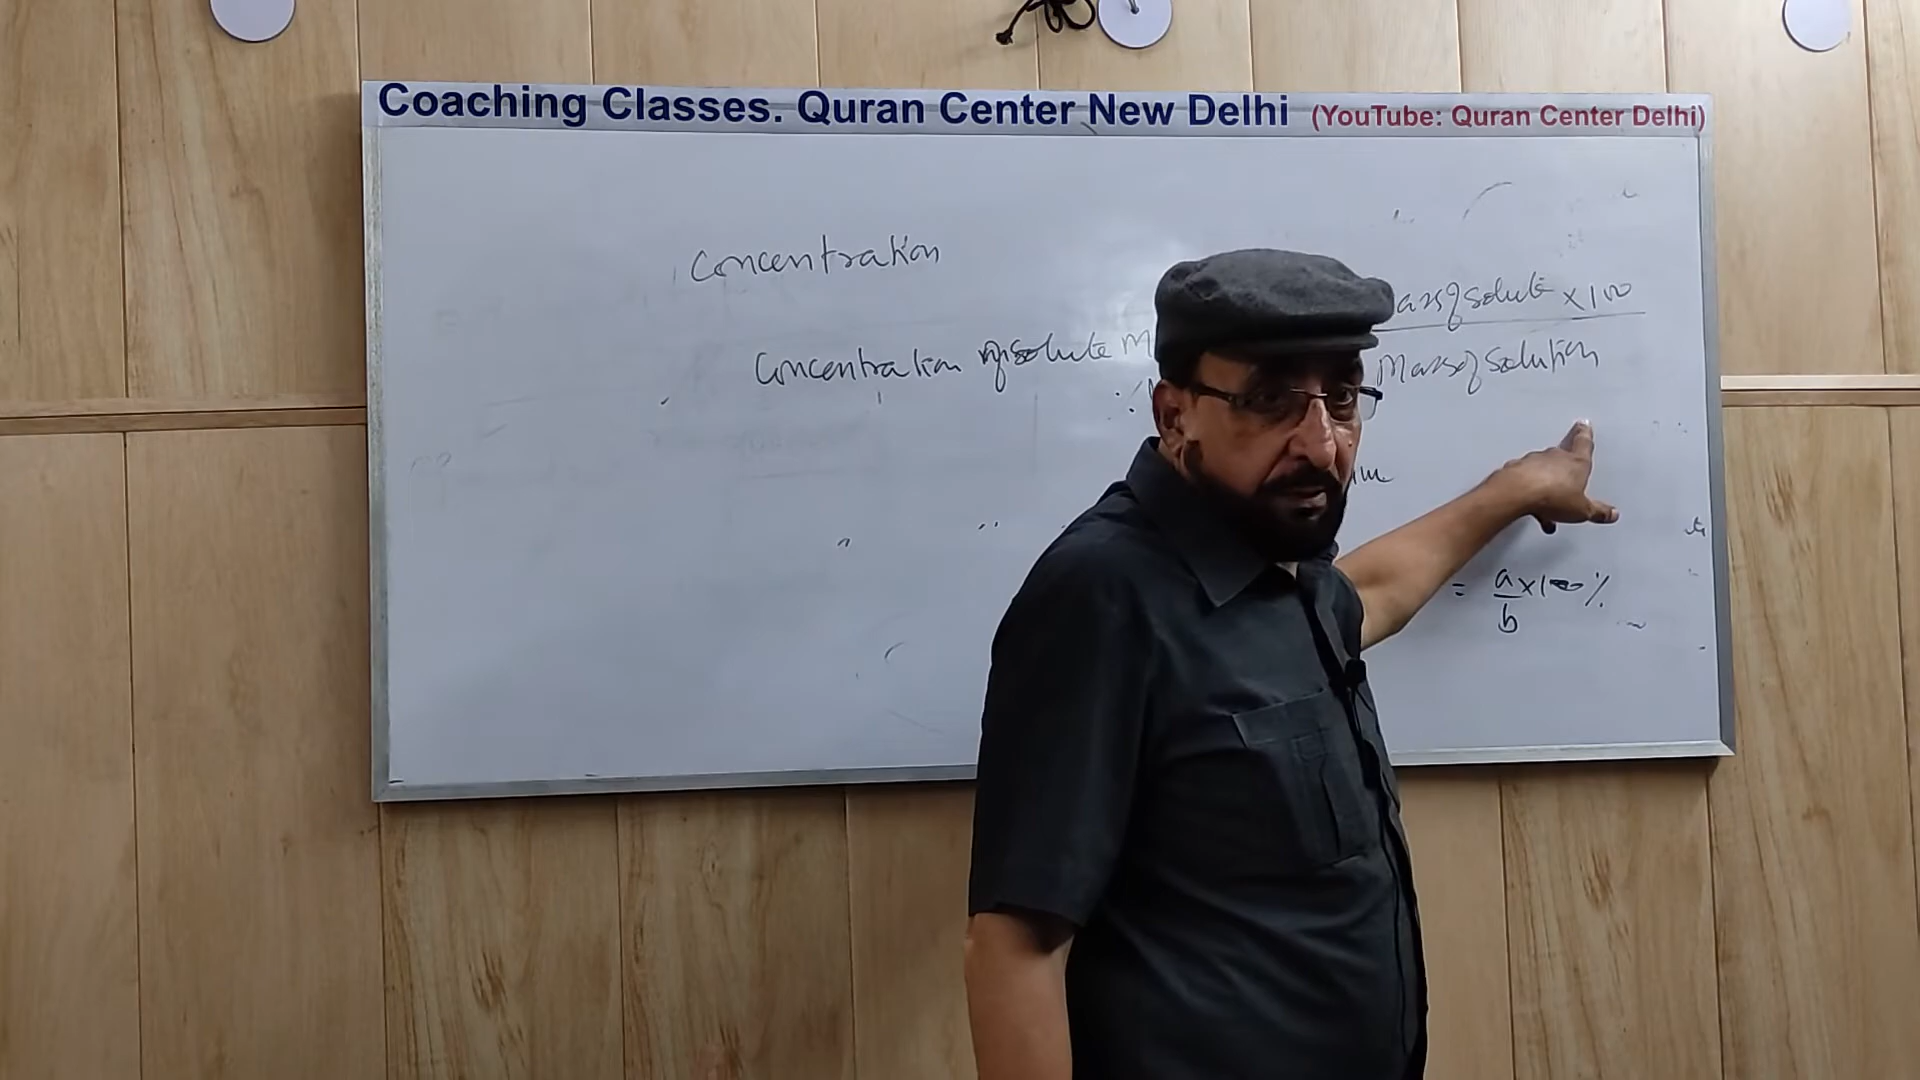 Coaching Classes. Quran Center New Delhi (YouTube: Quran Center Delhi)
Concentration
Mass of solute × 100
Concentration of solute
Mass of solution
= a/b × 100 %